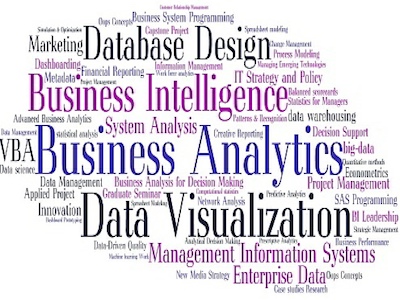 Customer Relationship Management
Oops Concepts
Business System Programming
Simulation & Optimization
Capstone Project
Spreadsheet modeling
Marketing
Database Design
Change Management
Process Modeling
Dashboarding
Information Management
Managing Emerging Technologies
Metadata
Financial Reporting
Work force analytics
IT Strategy and Policy
Project Management
Business Intelligence
Balanced scorecards
Statistics for Managers
data warehousing
Advanced Business Analytics
System Analysis
Patterns & Recognition
Creative Reporting
Decision Support
Data Management
statistical analysis
big-data
VBA
Business Analytics
Quantitative methods
Econometrics
Data science
Data Management
Business Analysis for Decision Making
Project Management
Applied Project
Graduate Seminar
Computational statistics
Predictive Analytics
SAS Programming
Innovation
Spreadsheet Modeling
Network Analysis
BI Leadership
Dashboard Prototyping
Data Visualization
Strategic Management
Data-Driven Quality
Analytical Decision Making
Prescriptive Analytics
Business Performance
Machine learning
Management Information Systems
New Media Strategy
Enterprise Data
Oops Concepts
Case studies Research